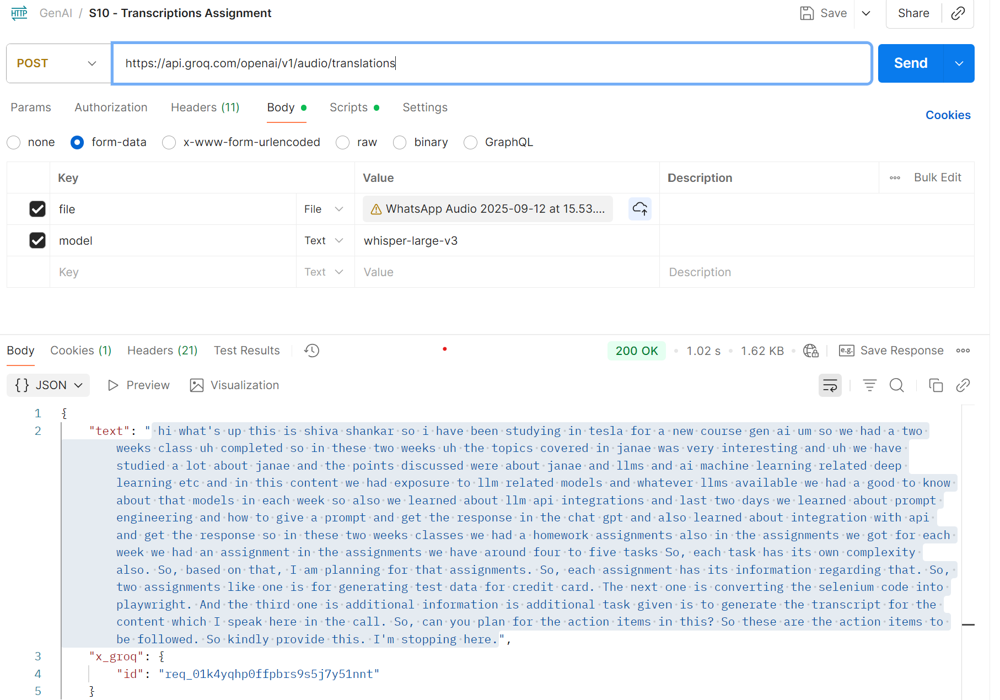 HTTP GenAI / S10 - Transcriptions Assignment Save Share
POST https://api.groq.com/openai/v1/audio/translations Send
Params Authorization Headers (11) Body Scripts Settings Cookies
none form-data x-www-form-urlencoded raw binary GraphQL
Key Value Description Bulk Edit
file File WhatsApp Audio 2025-09-12 at 15.53....
model Text whisper-large-v3
Key Text Value Description
Body Cookies (1) Headers (21) Test Results 200 OK 1.02 s 1.62 KB e.g. Save Response
{} JSON Preview Visualization
1 {
2 "text": " hi what's up this is shiva shankar so i have been studying in tesla for a new course gen ai um so we had a two
weeks class uh completed so in these two weeks uh the topics covered in janae was very interesting and uh we have
studied a lot about janae and the points discussed were about janae and llms and ai machine learning related deep
learning etc and in this content we had exposure to llm related models and whatever llms available we had a good to know
about that models in each week so also we learned about llm api integrations and last two days we learned about prompt
engineering and how to give a prompt and get the response in the chat gpt and also learned about integration with api
and get the response so in these two weeks classes we had a homework assignments also in the assignments we got for each
week we had an assignment in the assignments we have around four to five tasks So, each task has its own complexity
also. So, based on that, I am planning for that assignments. So, each assignment has its information regarding that. So,
two assignments like one is for generating test data for credit card. The next one is converting the selenium code into
playwright. And the third one is additional information is additional task given is to generate the transcript for the
content which I speak here in the call. So, can you plan for the action items in this? So these are the action items to
be followed. So kindly provide this. I'm stopping here.",
3 "x_groq": {
4 "id": "req_01k4yqhp0ffpbrs9s5j7y51nnt"
5 }